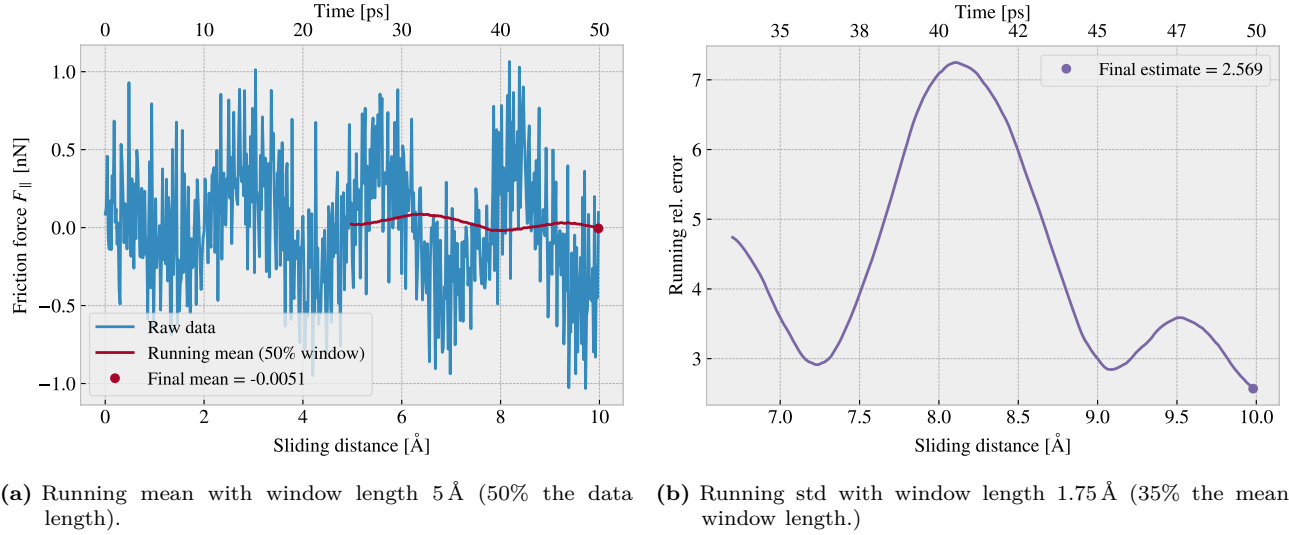 Time [ps]
0 10 20 30 40 50
1.0
0.5
0.0
−0.5
−1.0
Friction force F∥ [nN]
Raw data
Running mean (50% window)
Final mean = -0.0051
0 2 4 6 8 10
Sliding distance [Å]
(a) Running mean with window length 5 Å (50% the data
length).
Time [ps]
35 38 40 42 45 47 50
7
6
5
4
3
Running rel. error
Final estimate = 2.569
7.0 7.5 8.0 8.5 9.0 9.5 10.0
Sliding distance [Å]
(b) Running std with window length 1.75 Å (35% the mean
window length.)